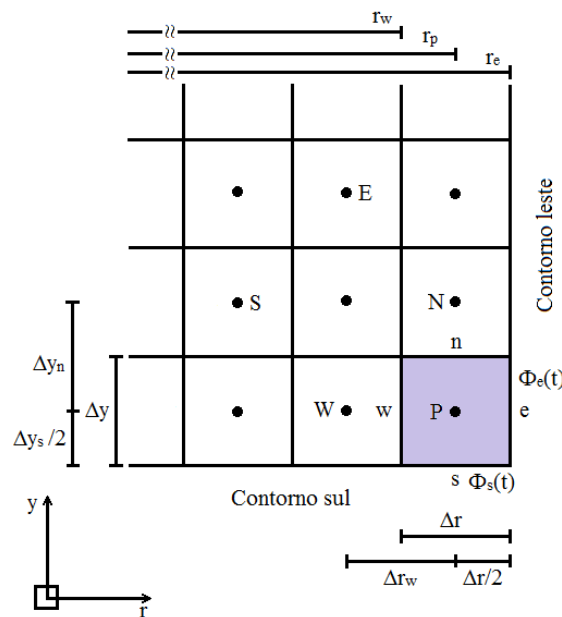 r_w
r_p
r_e
E
S
N
n
Contorno leste
Δy_n
Δy
Δy_s/2
W
w
P
Φ_e(t)
e
s
Φ_s(t)
Contorno sul
y
r
Δr
Δr_w
Δr/2